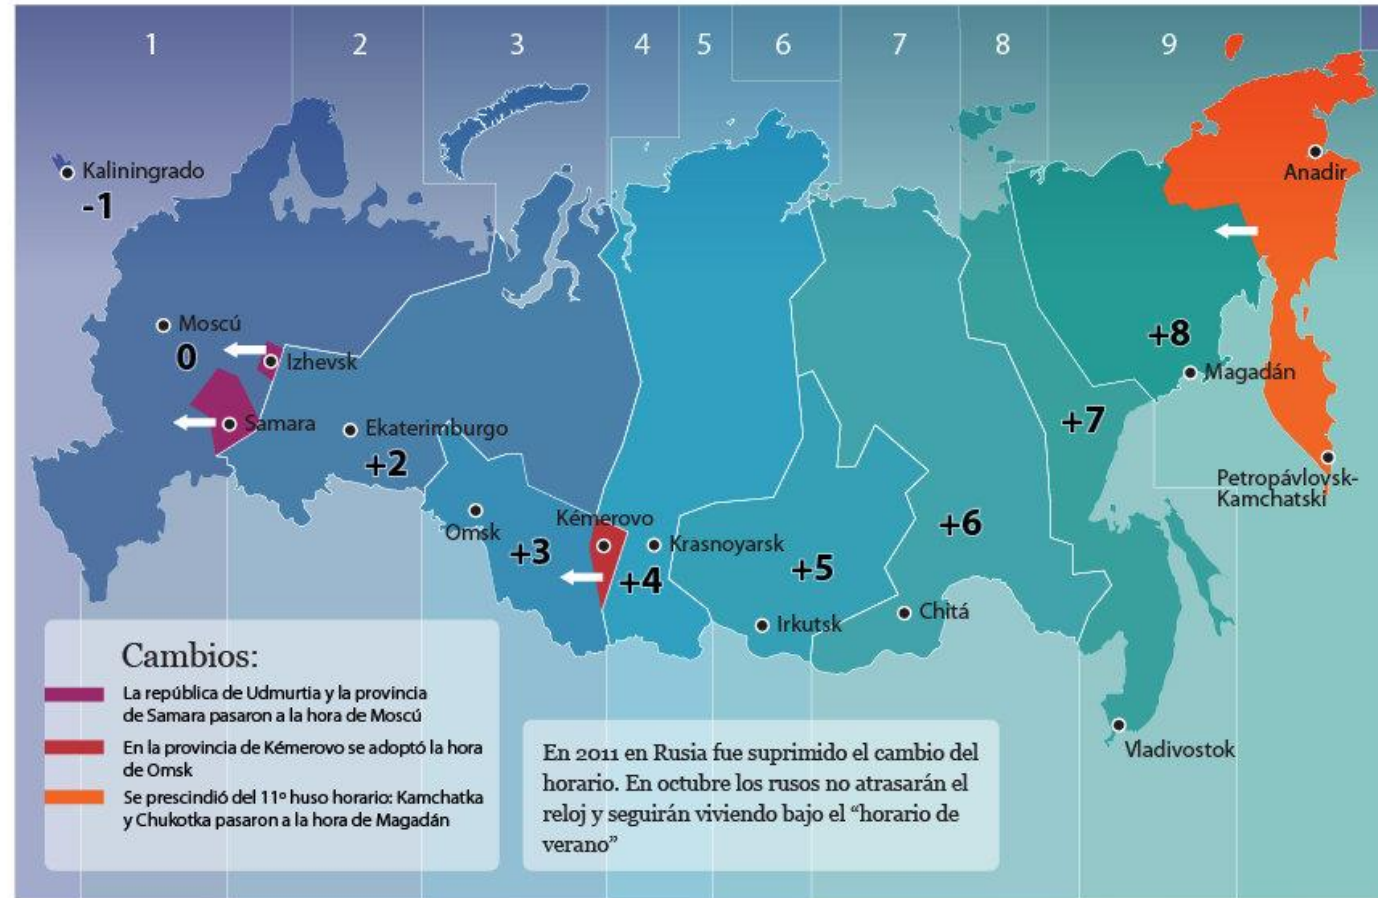 1 2 3 4 5 6 7 8 9
Kaliningrado
-1
Anadir
Moscú
0
Izhevsk
+8
Magadán
Samara
Ekaterimburgo
+2
+7
Petropávlovsk-
Kamchatski
Omsk
+3
Kémerovo
Krasnoyarsk
+4
+5
+6
Irkutsk
Chitá
Vladivostok
Cambios:
La república de Udmurtia y la provincia
de Samara pasaron a la hora de Moscú
En la provincia de Kémerovo se adoptó la hora
de Omsk
Se prescindió del 11º huso horario: Kamchatka
y Chukotka pasaron a la hora de Magadán
En 2011 en Rusia fue suprimido el cambio del
horario. En octubre los rusos no atrasarán el
reloj y seguirán viviendo bajo el “horario de
verano”